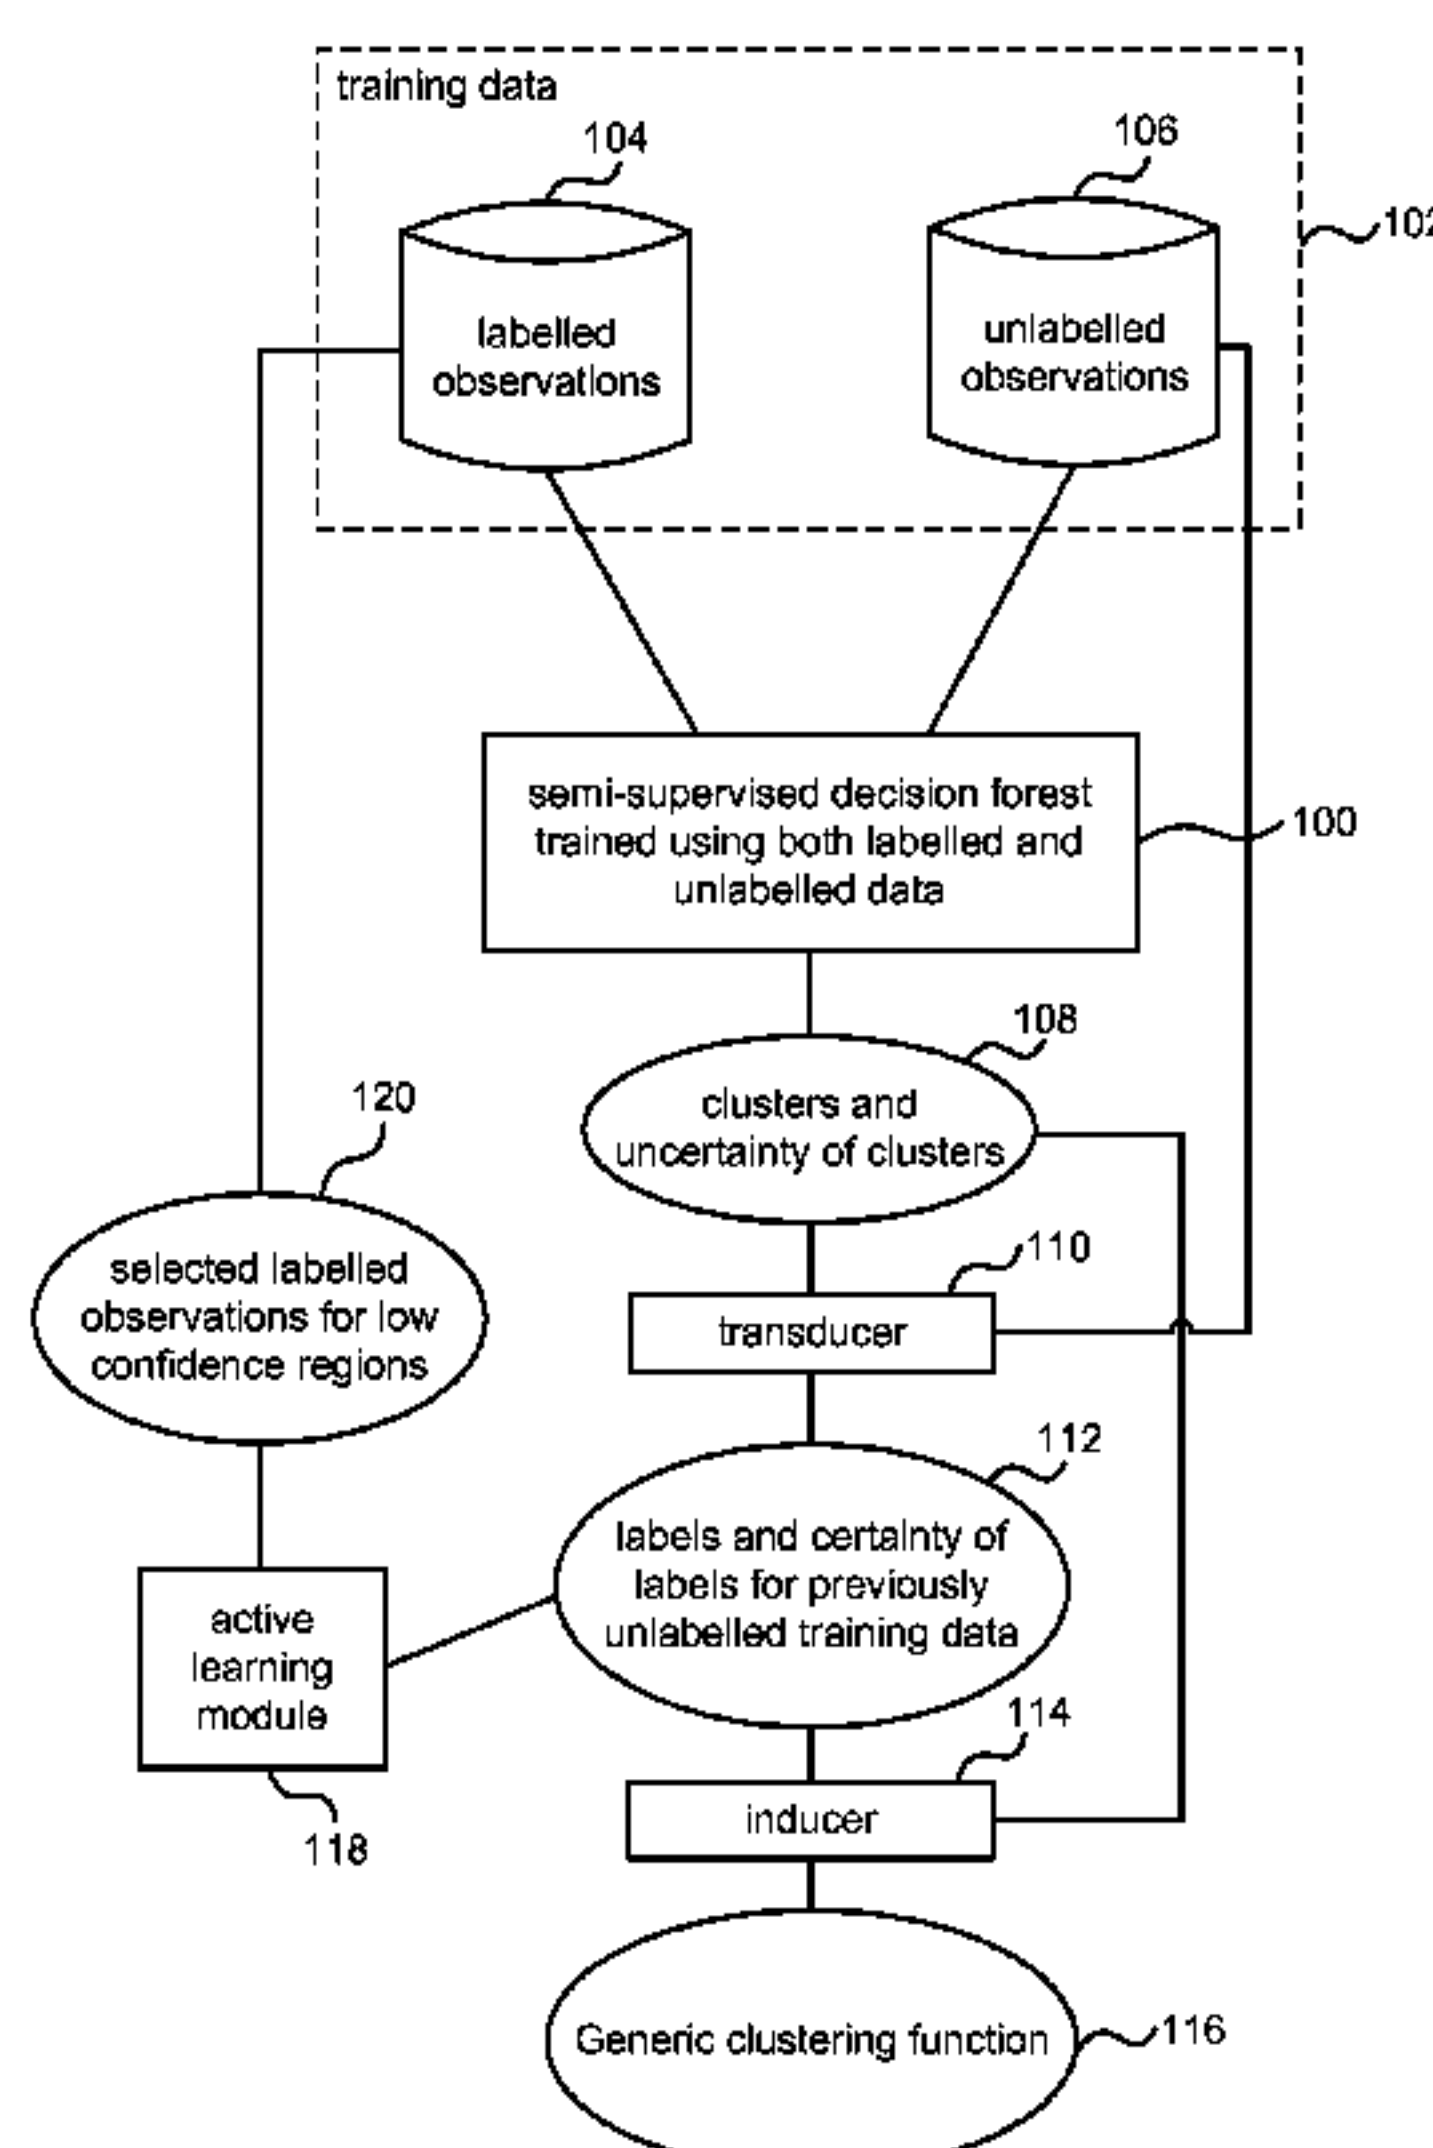 training data
104
106
102
labelled
observations
unlabelled
observations
semi-supervised decision forest
trained using both labelled and
unlabelled data
100
108
clusters and
uncertainty of clusters
120
selected labelled
observations for low
confidence regions
110
transducer
112
labels and certainty of
labels for previously
unlabelled training data
active
learning
module
118
114
inducer
Generic clustering function
116